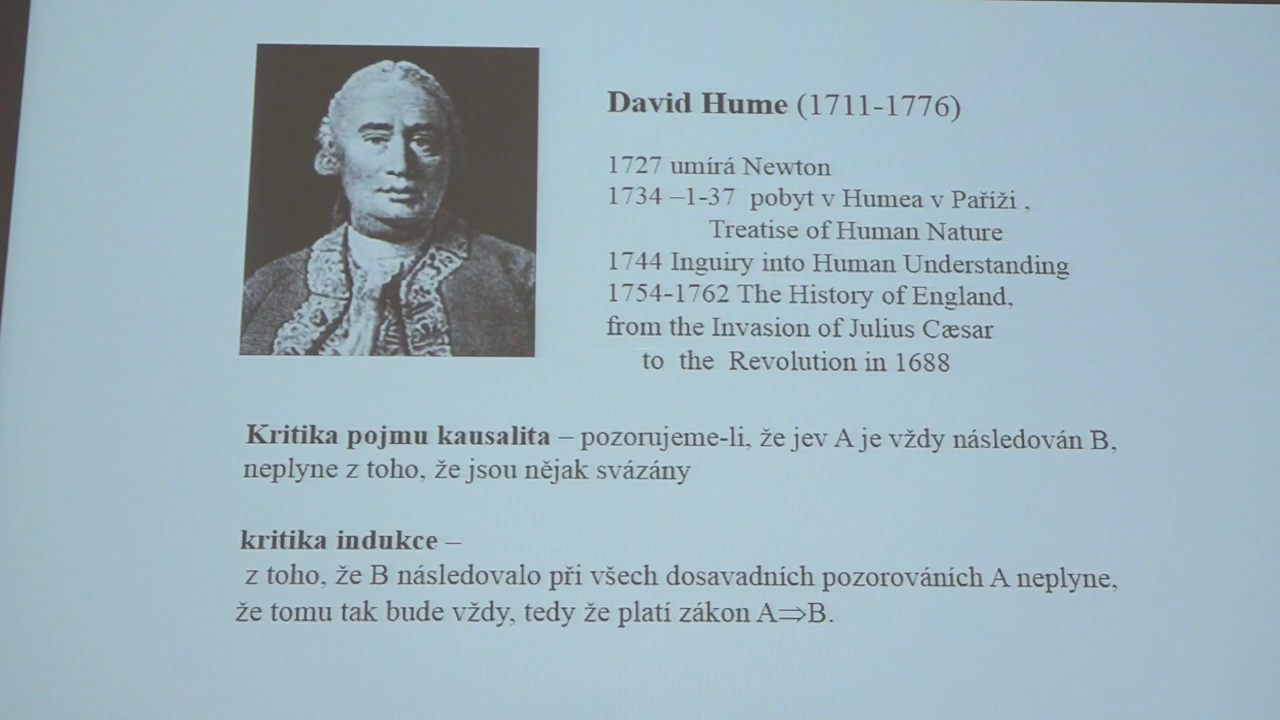 David Hume (1711-1776)
1727 umírá Newton
1734 –1-37 pobyt v Humea v Paříži ,
Treatise of Human Nature
1744 Inguiry into Human Understanding
1754-1762 The History of England,
from the Invasion of Julius Cæsar
to the Revolution in 1688
Kritika pojmu kausalita – pozorujeme-li, že jev A je vždy následován B,
neplyne z toho, že jsou nějak svázány
kritika indukce –
z toho, že B následovalo při všech dosavadních pozorováních A neplyne,
že tomu tak bude vždy, tedy že platí zákon A⇒B.